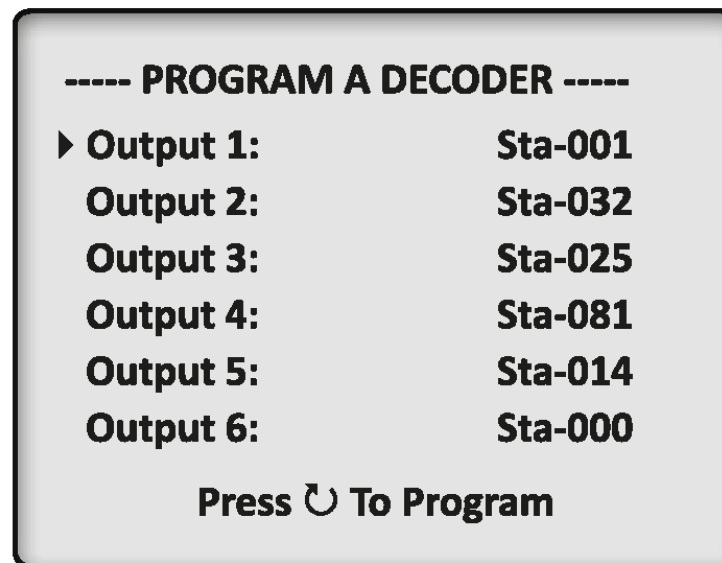 ----- PROGRAM A DECODER -----
Output 1: Sta-001
Output 2: Sta-032
Output 3: Sta-025
Output 4: Sta-081
Output 5: Sta-014
Output 6: Sta-000
Press ↻ To Program